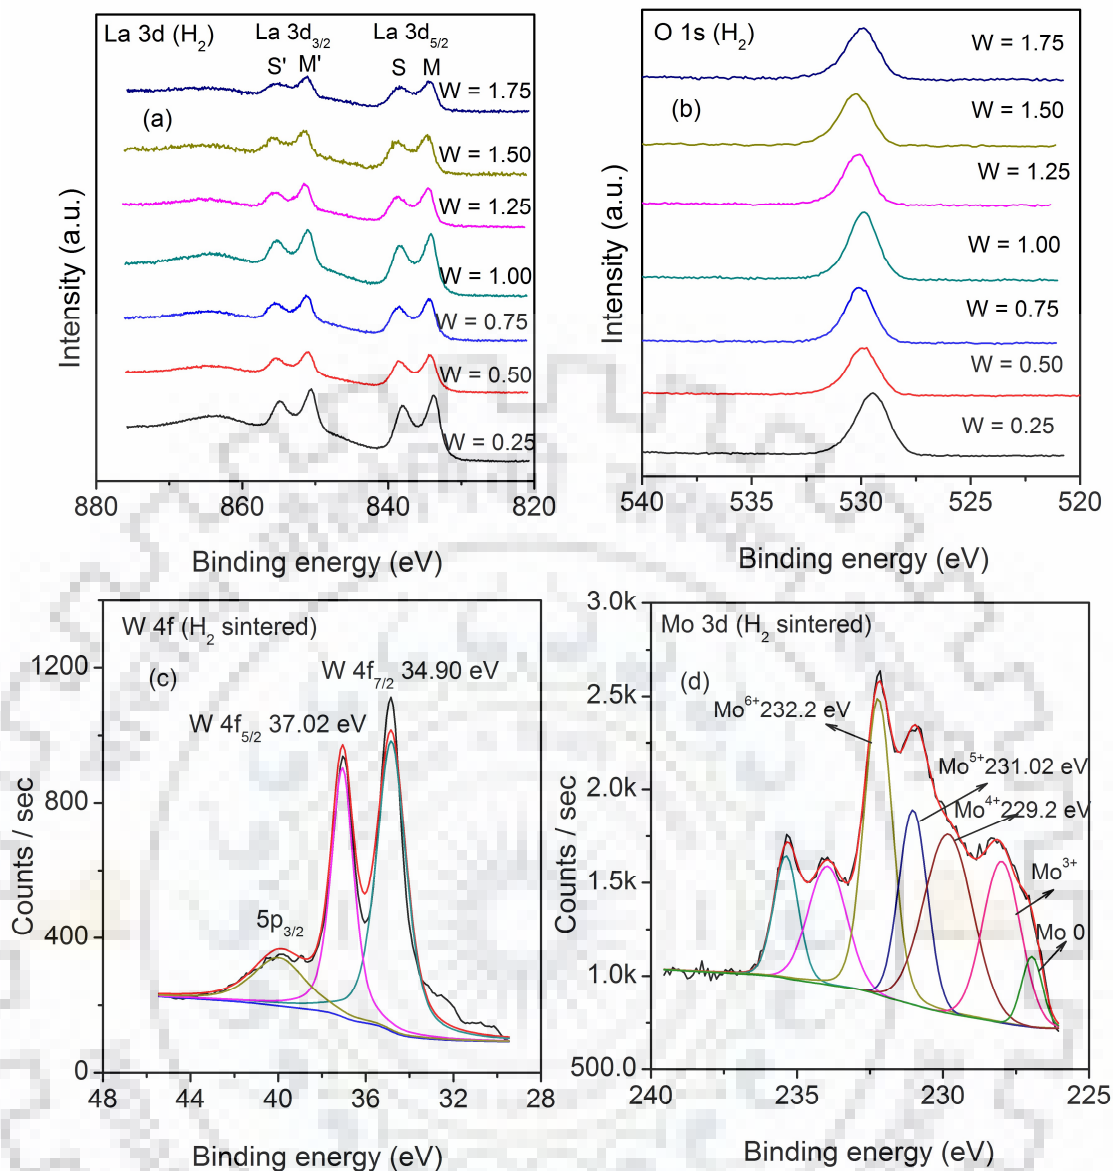 La 3d (H₂) La 3d₃/₂ La 3d₅/₂
S' M' S M
W = 1.75
(a)
W = 1.50
W = 1.25
W = 1.00
W = 0.75
W = 0.50
W = 0.25
Intensity (a.u.)
880 860 840 820
Binding energy (eV)
O 1s (H₂)
W = 1.75
(b)
W = 1.50
W = 1.25
W = 1.00
W = 0.75
W = 0.50
W = 0.25
Intensity (a.u.)
540 535 530 525 520
Binding energy (eV)
W 4f (H₂ sintered)
(c)
W 4f₇/₂ 34.90 eV
W 4f₅/₂ 37.02 eV
5p₃/₂
1200
800
400
0
Counts / sec
48 44 40 36 32 28
Binding energy (eV)
Mo 3d (H₂ sintered)
(d)
Mo⁶⁺232.2 eV
Mo⁵⁺231.02 eV
Mo⁴⁺229.2 eV
Mo³⁺
Mo 0
3.0k
2.5k
2.0k
1.5k
1.0k
500.0
Counts / sec
240 235 230 225
Binding energy (eV)